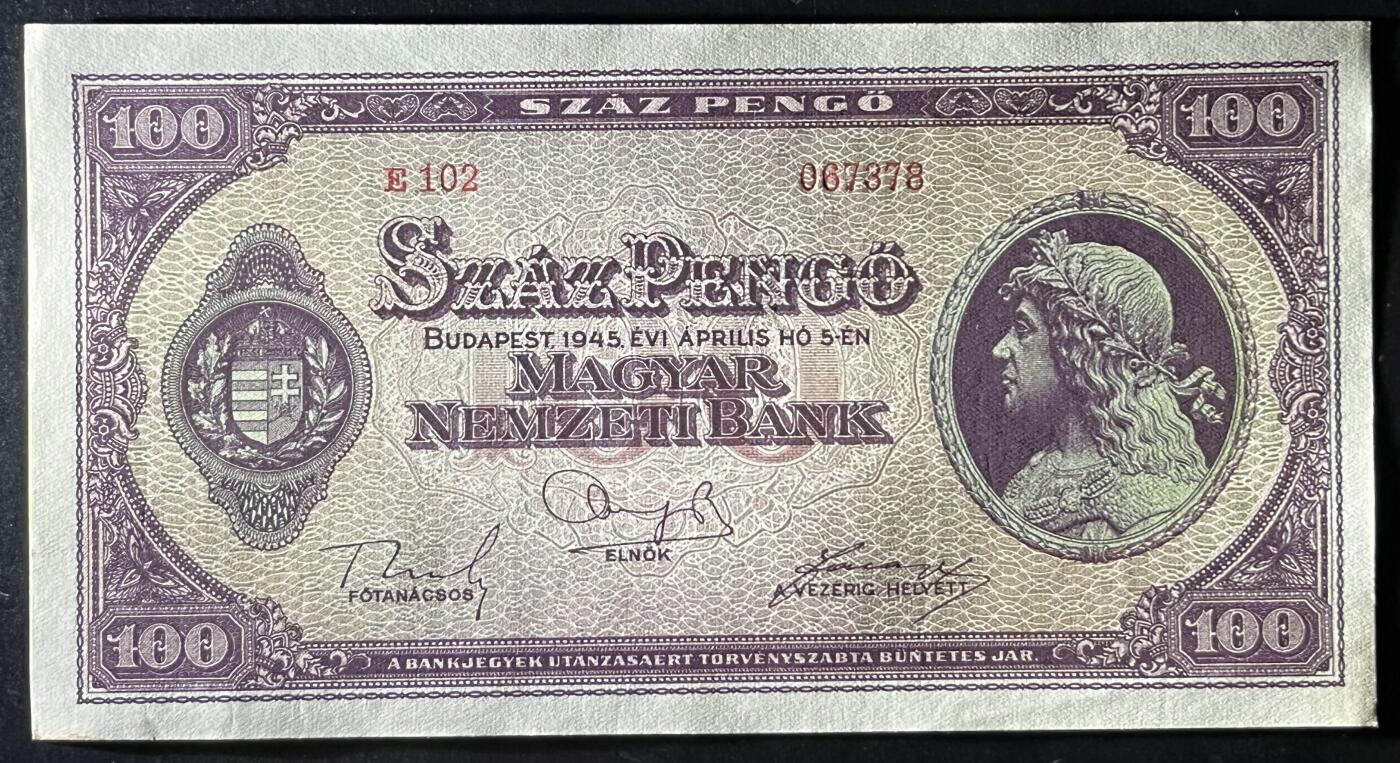 100 SZÁZ PENGŐ 100
E 102 067378
SZÁZ PENGŐ
BUDAPEST, 1945. ÉVI ÁPRILIS HÓ 5-ÉN
MAGYAR
NEMZETI BANK
ELNÖK
FŐTANÁCSOS A VEZÉRIG. HELYETT
100 A BANKJEGYEK UTÁNZÁSAÉRT TÖRVÉNYSZABTA BÜNTETÉS JÁR. 100